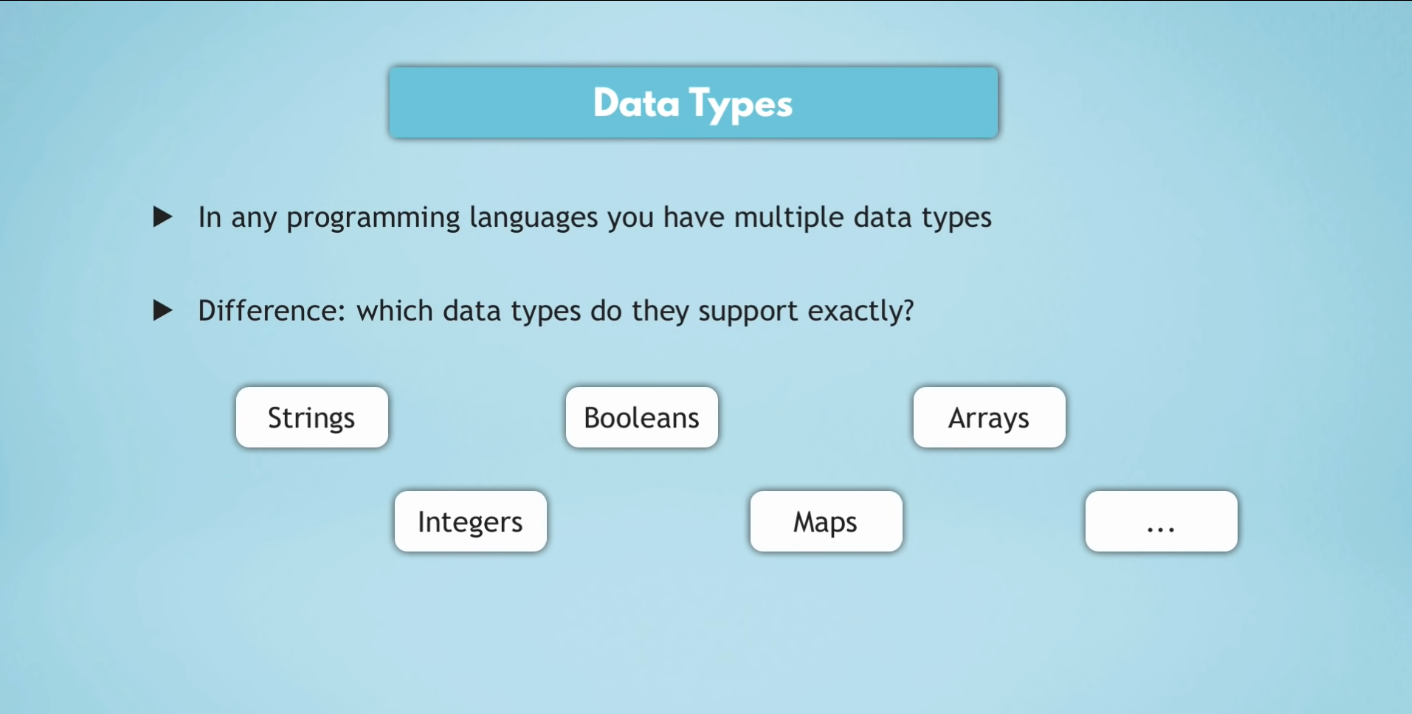 Data Types
In any programming languages you have multiple data types
Difference: which data types do they support exactly?
Strings
Booleans
Arrays
Integers
Maps
...